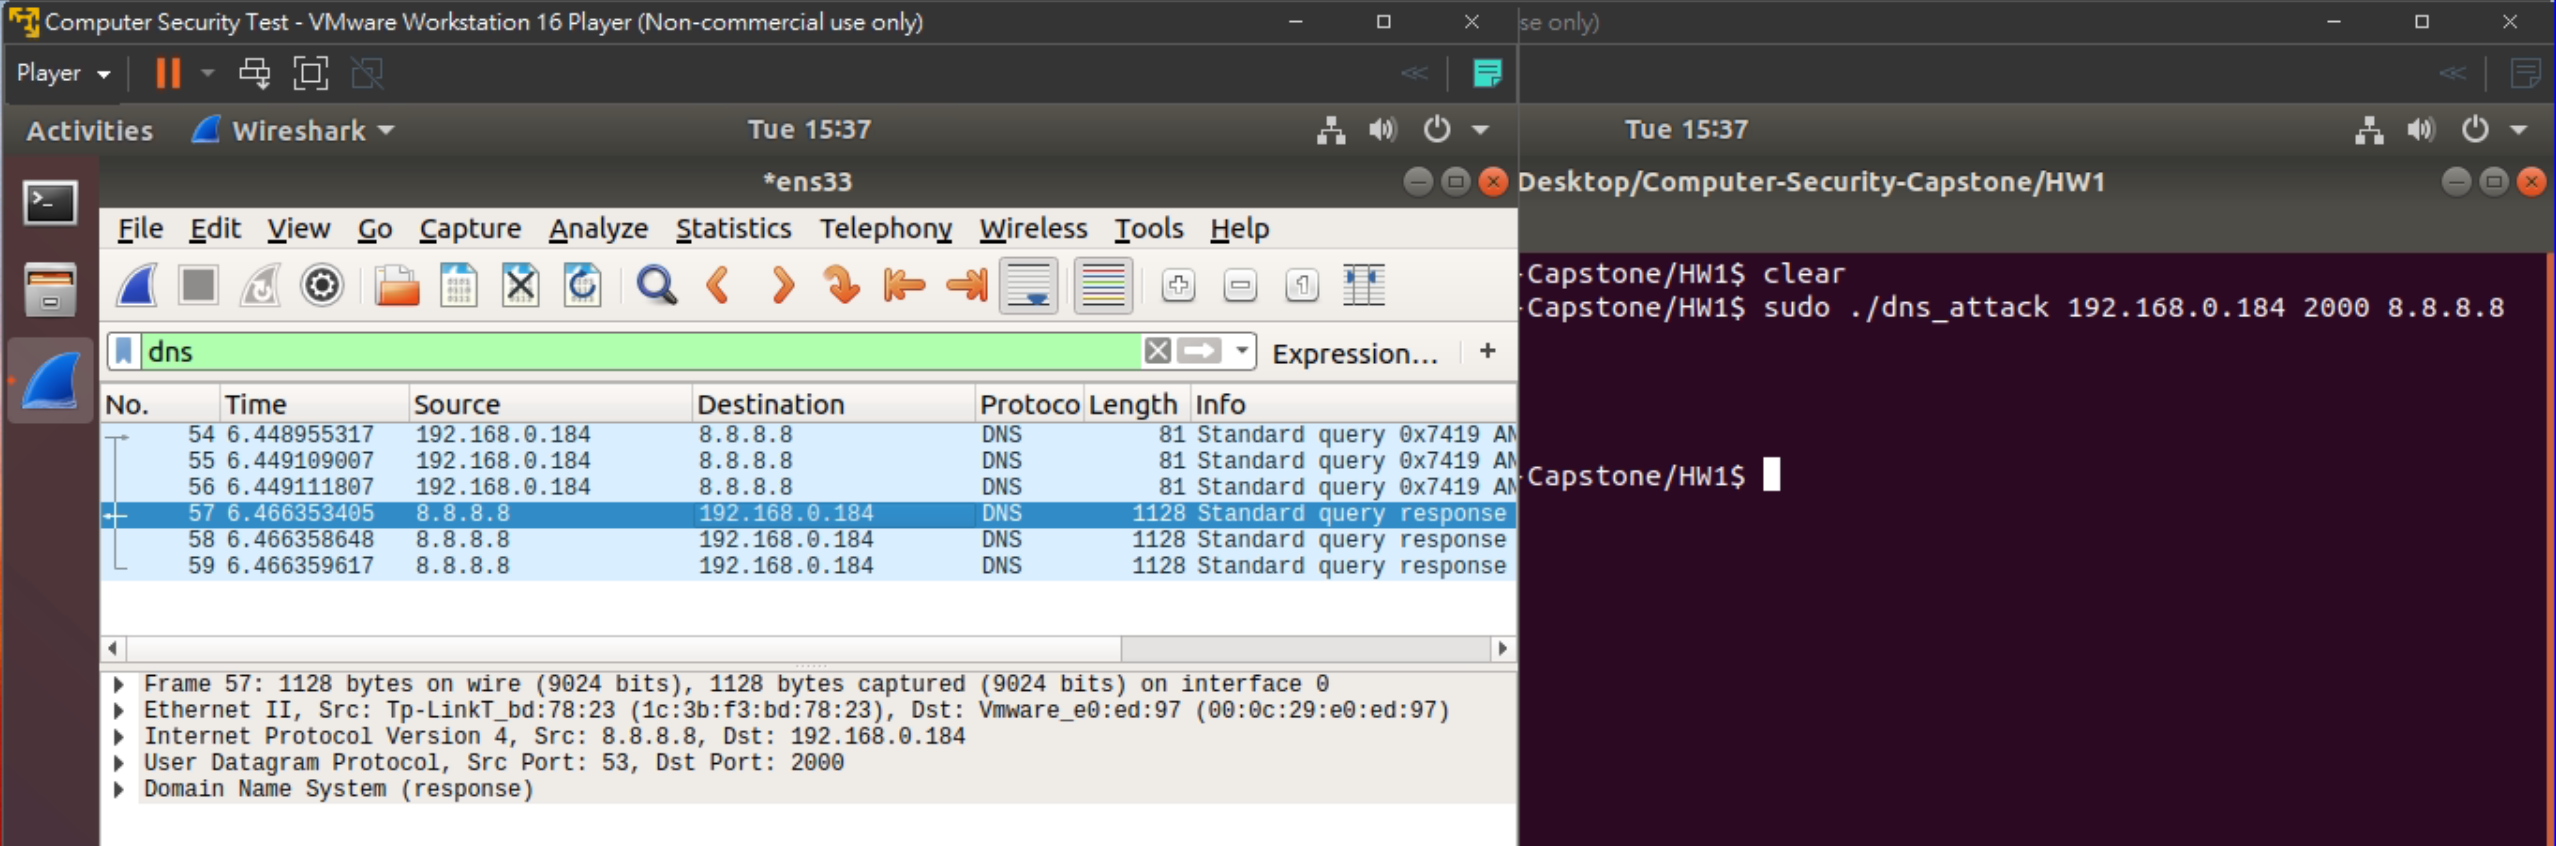 Computer Security Test - VMware Workstation 16 Player (Non-commercial use only)
se only)
Player
Activities Wireshark Tue 15:37
Tue 15:37
*ens33
Desktop/Computer-Security-Capstone/HW1
File Edit View Go Capture Analyze Statistics Telephony Wireless Tools Help
-Capstone/HW1$ clear
-Capstone/HW1$ sudo ./dns_attack 192.168.0.184 2000 8.8.8.8
-Capstone/HW1$
dns Expression... +
No. Time Source Destination Protoco Length Info
54 6.448955317 192.168.0.184 8.8.8.8 DNS 81 Standard query 0x7419 AN
55 6.449109007 192.168.0.184 8.8.8.8 DNS 81 Standard query 0x7419 AN
56 6.449111807 192.168.0.184 8.8.8.8 DNS 81 Standard query 0x7419 AN
57 6.466353405 8.8.8.8 192.168.0.184 DNS 1128 Standard query response
58 6.466358648 8.8.8.8 192.168.0.184 DNS 1128 Standard query response
59 6.466359617 8.8.8.8 192.168.0.184 DNS 1128 Standard query response
Frame 57: 1128 bytes on wire (9024 bits), 1128 bytes captured (9024 bits) on interface 0
Ethernet II, Src: Tp-LinkT_bd:78:23 (1c:3b:f3:bd:78:23), Dst: Vmware_e0:ed:97 (00:0c:29:e0:ed:97)
Internet Protocol Version 4, Src: 8.8.8.8, Dst: 192.168.0.184
User Datagram Protocol, Src Port: 53, Dst Port: 2000
Domain Name System (response)